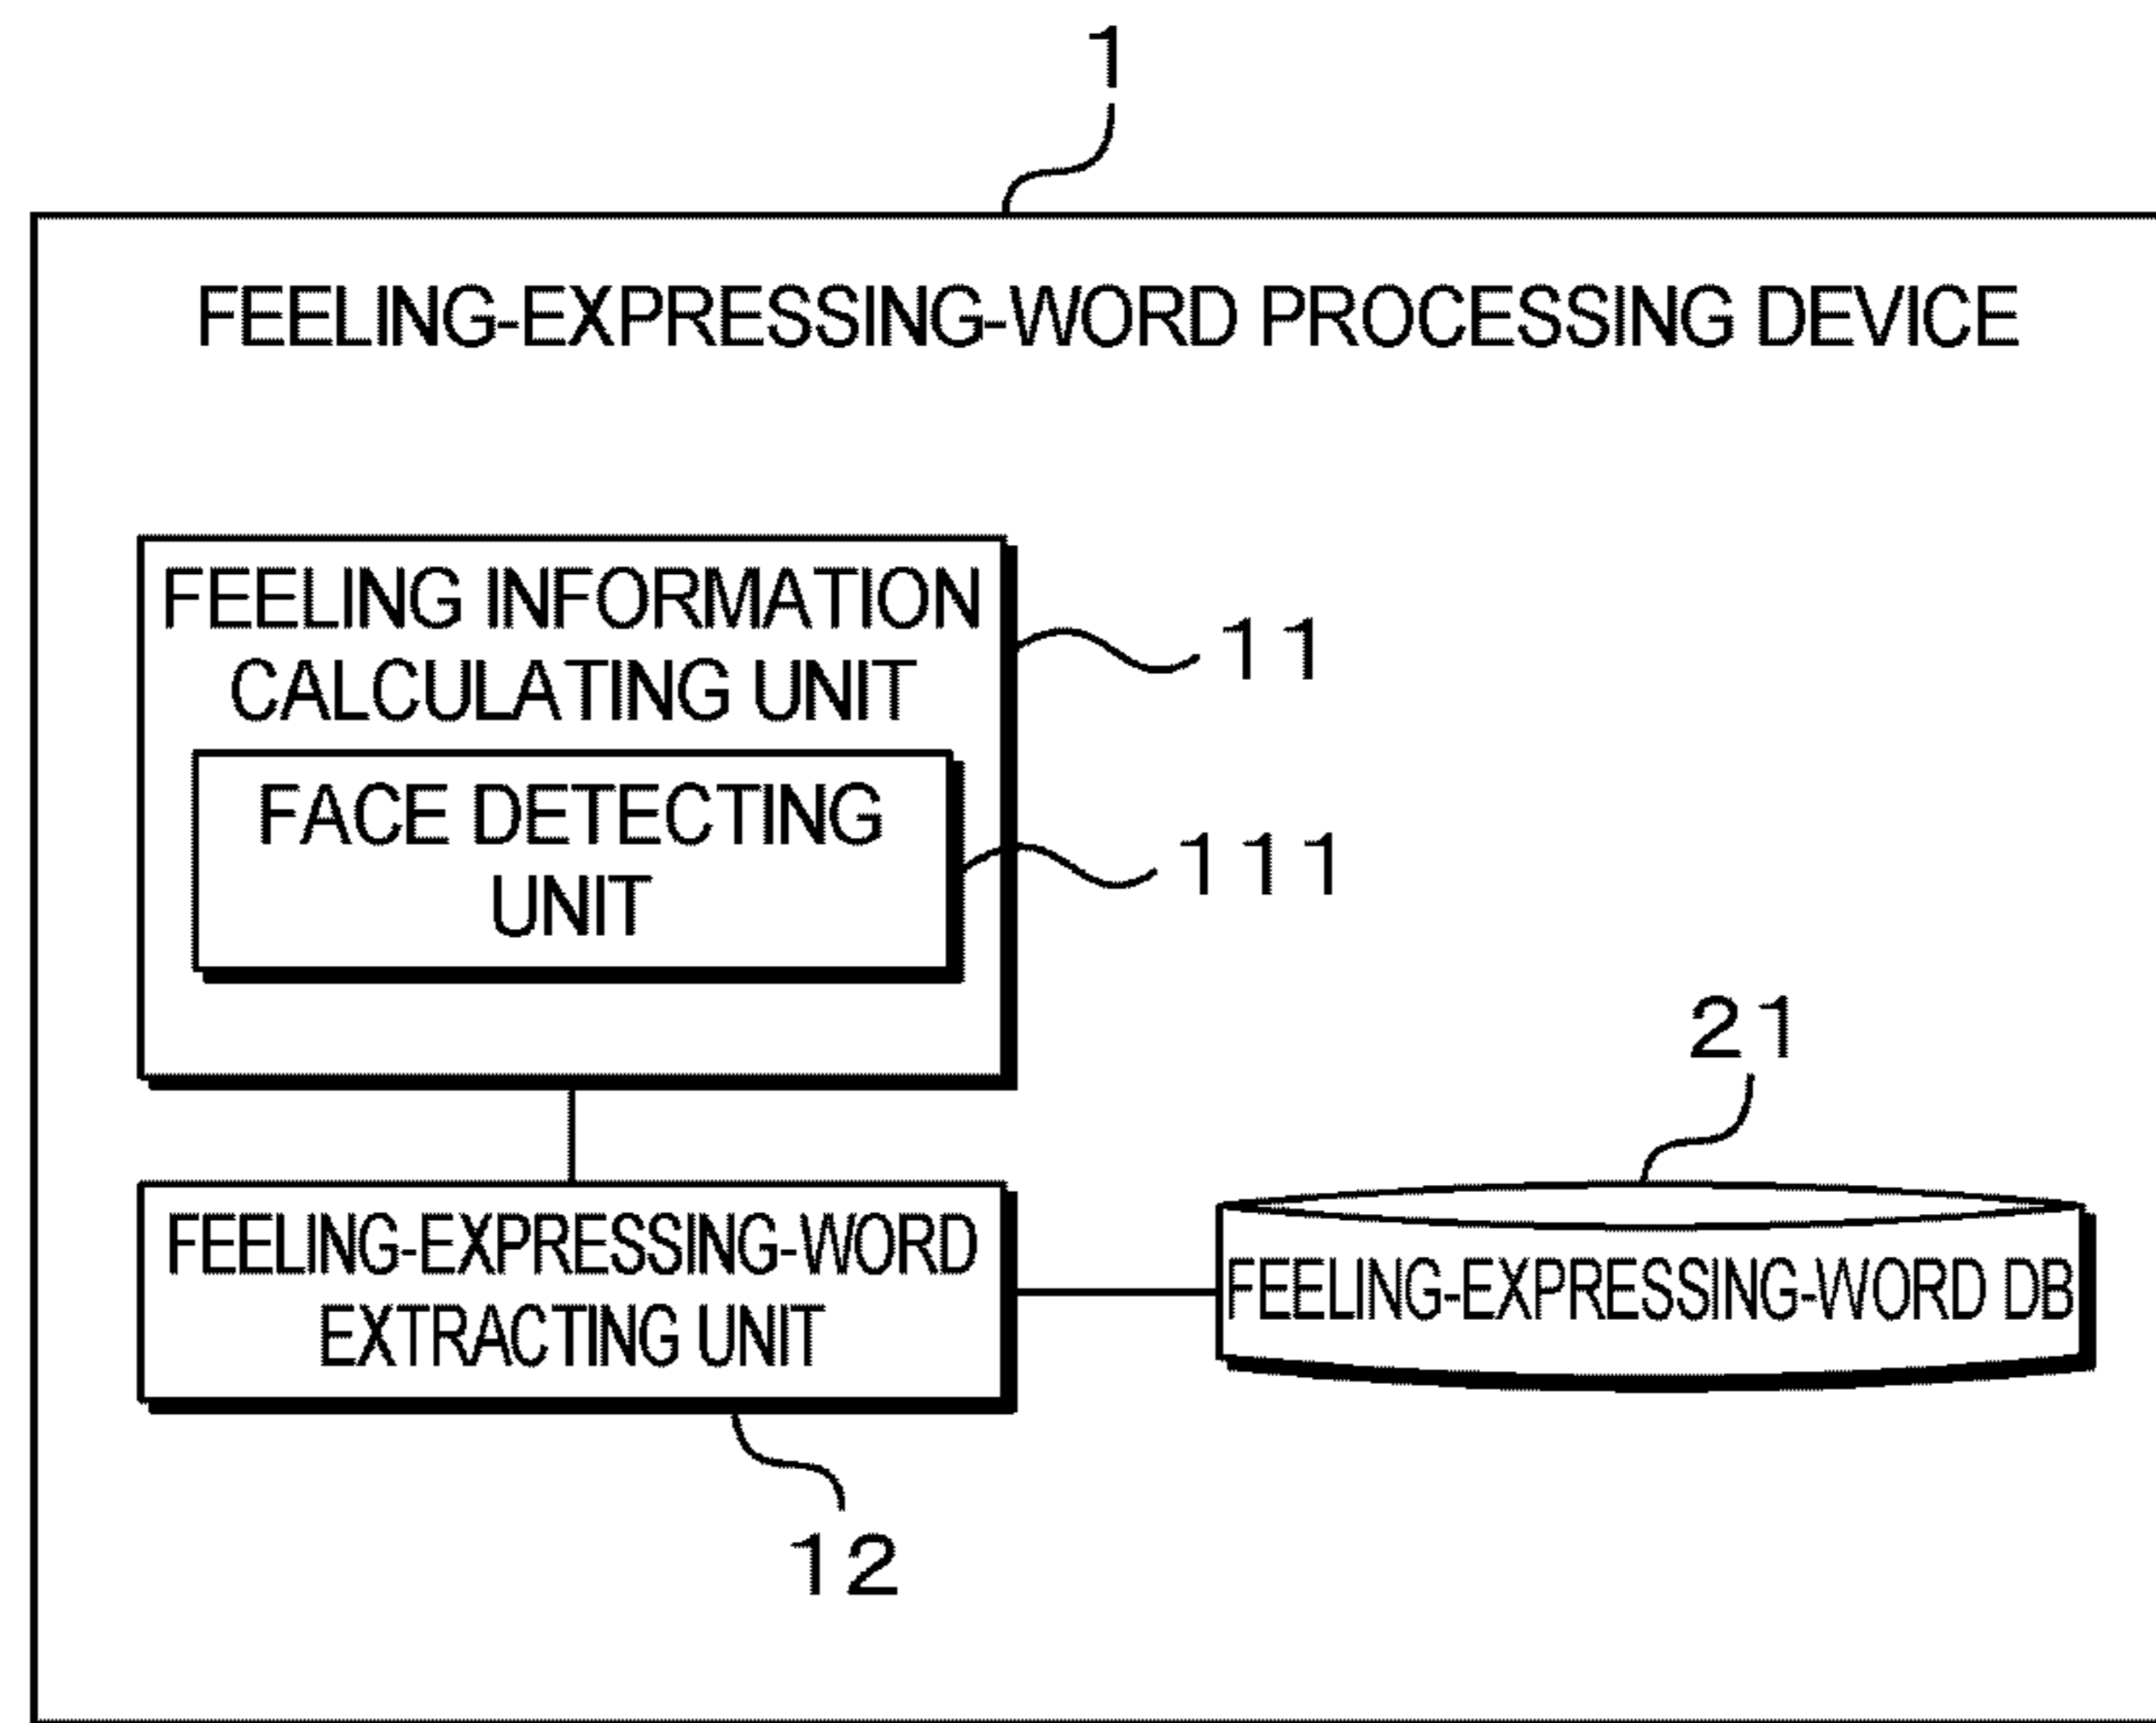 1
FEELING-EXPRESSING-WORD PROCESSING DEVICE
FEELING INFORMATION
CALCULATING UNIT
11
FACE DETECTING
UNIT
111
21
FEELING-EXPRESSING-WORD
EXTRACTING UNIT
FEELING-EXPRESSING-WORD DB
12